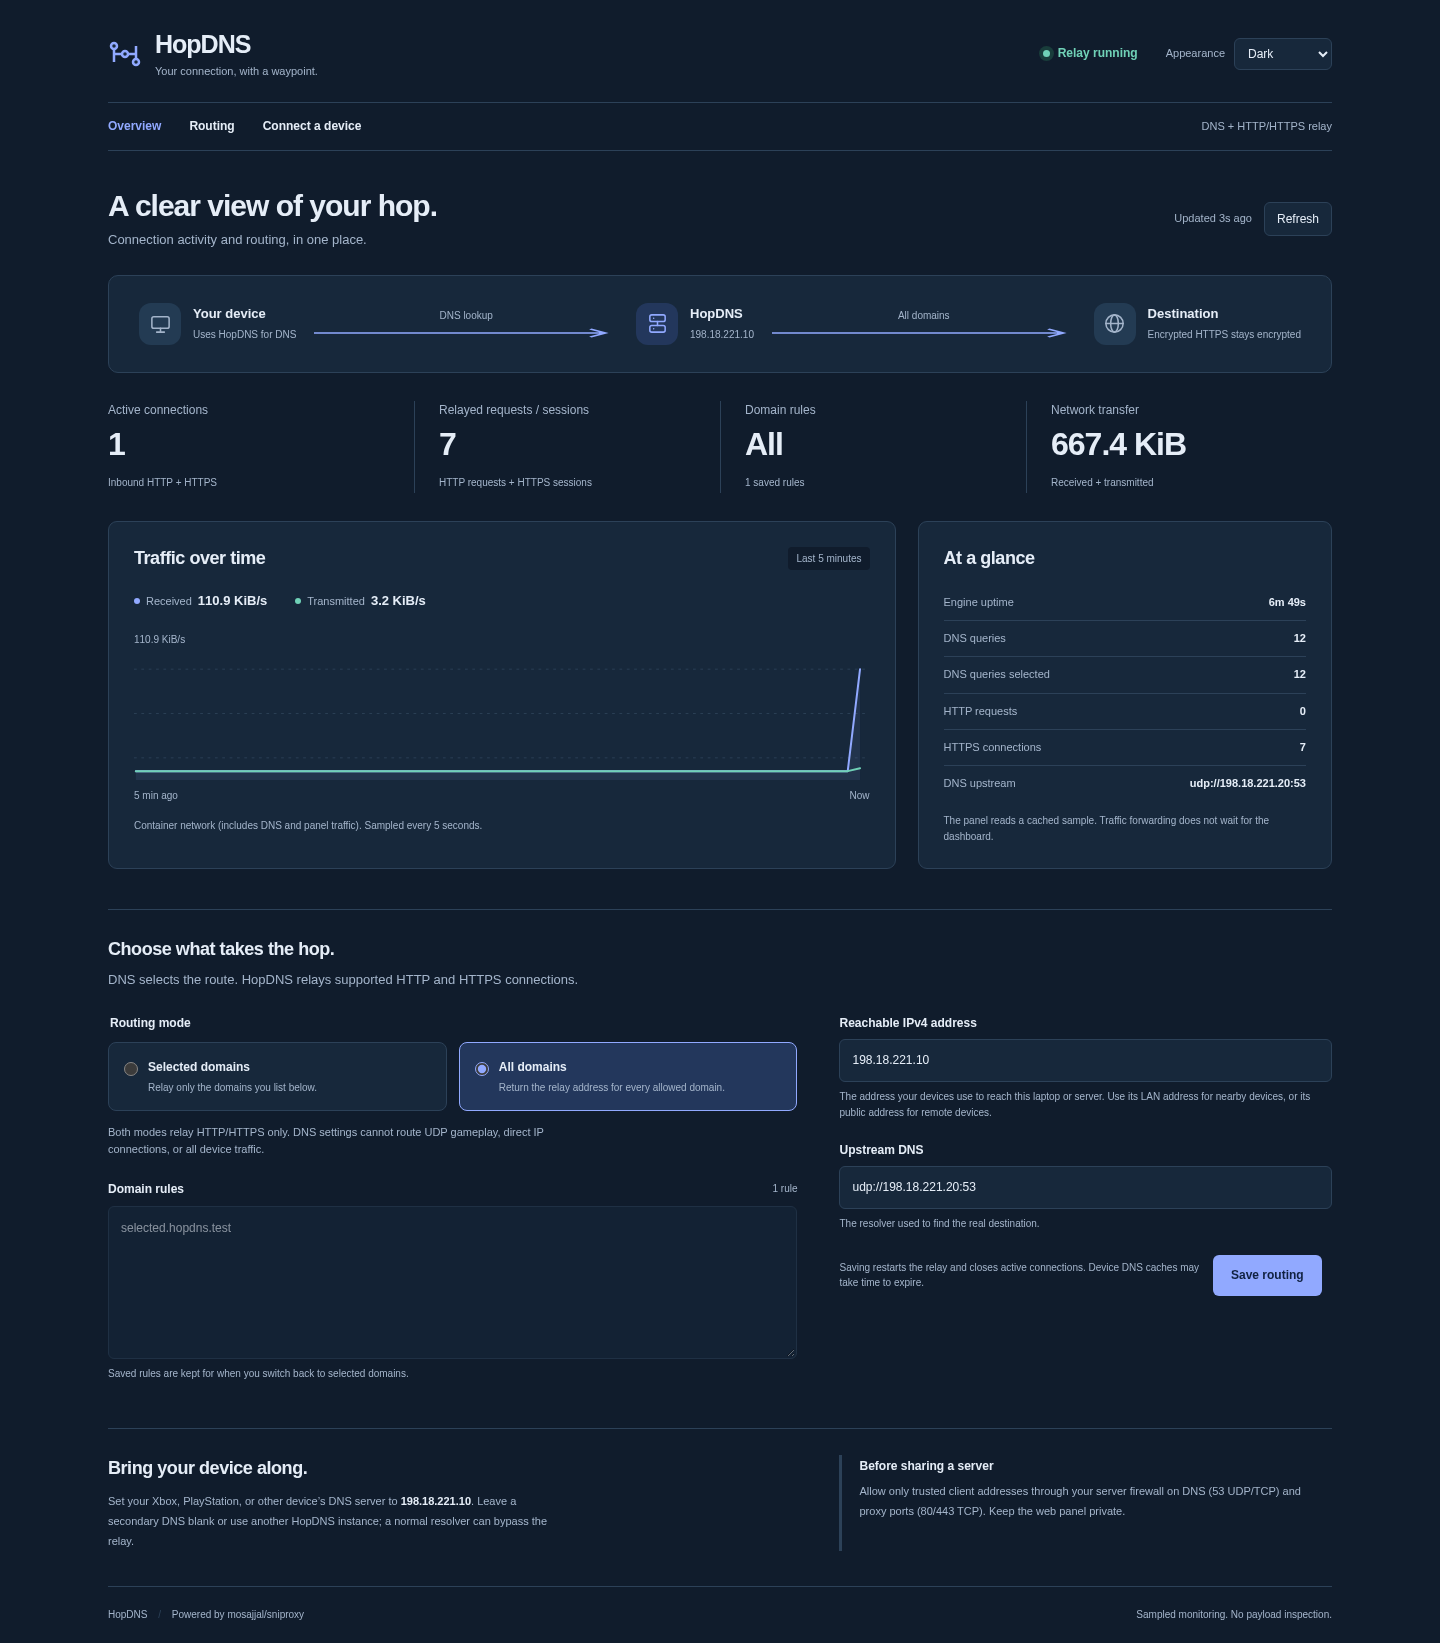 HopDNS
Your connection, with a waypoint.
Relay running
Appearance
Dark
Overview
Routing
Connect a device
DNS + HTTP/HTTPS relay
A clear view of your hop.
Connection activity and routing, in one place.
Updated 3s ago
Refresh
Your device
Uses HopDNS for DNS
DNS lookup
HopDNS
198.18.221.10
All domains
Destination
Encrypted HTTPS stays encrypted
Active connections
1
Inbound HTTP + HTTPS
Relayed requests / sessions
7
HTTP requests + HTTPS sessions
Domain rules
All
1 saved rules
Network transfer
667.4 KiB
Received + transmitted
Traffic over time
Last 5 minutes
Received 110.9 KiB/s
Transmitted 3.2 KiB/s
110.9 KiB/s
5 min ago
Now
Container network (includes DNS and panel traffic). Sampled every 5 seconds.
At a glance
Engine uptime 6m 49s
DNS queries 12
DNS queries selected 12
HTTP requests 0
HTTPS connections 7
DNS upstream udp://198.18.221.20:53
The panel reads a cached sample. Traffic forwarding does not wait for the
dashboard.
Choose what takes the hop.
DNS selects the route. HopDNS relays supported HTTP and HTTPS connections.
Routing mode
Selected domains
Relay only the domains you list below.
All domains
Return the relay address for every allowed domain.
Both modes relay HTTP/HTTPS only. DNS settings cannot route UDP gameplay, direct IP
connections, or all device traffic.
Domain rules
1 rule
selected.hopdns.test
Saved rules are kept for when you switch back to selected domains.
Reachable IPv4 address
198.18.221.10
The address your devices use to reach this laptop or server. Use its LAN address for nearby devices, or its
public address for remote devices.
Upstream DNS
udp://198.18.221.20:53
The resolver used to find the real destination.
Saving restarts the relay and closes active connections. Device DNS caches may
take time to expire.
Save routing
Bring your device along.
Set your Xbox, PlayStation, or other device's DNS server to 198.18.221.10. Leave a
secondary DNS blank or use another HopDNS instance; a normal resolver can bypass the
relay.
Before sharing a server
Allow only trusted client addresses through your server firewall on DNS (53 UDP/TCP) and
proxy ports (80/443 TCP). Keep the web panel private.
HopDNS / Powered by mosajjal/sniproxy
Sampled monitoring. No payload inspection.